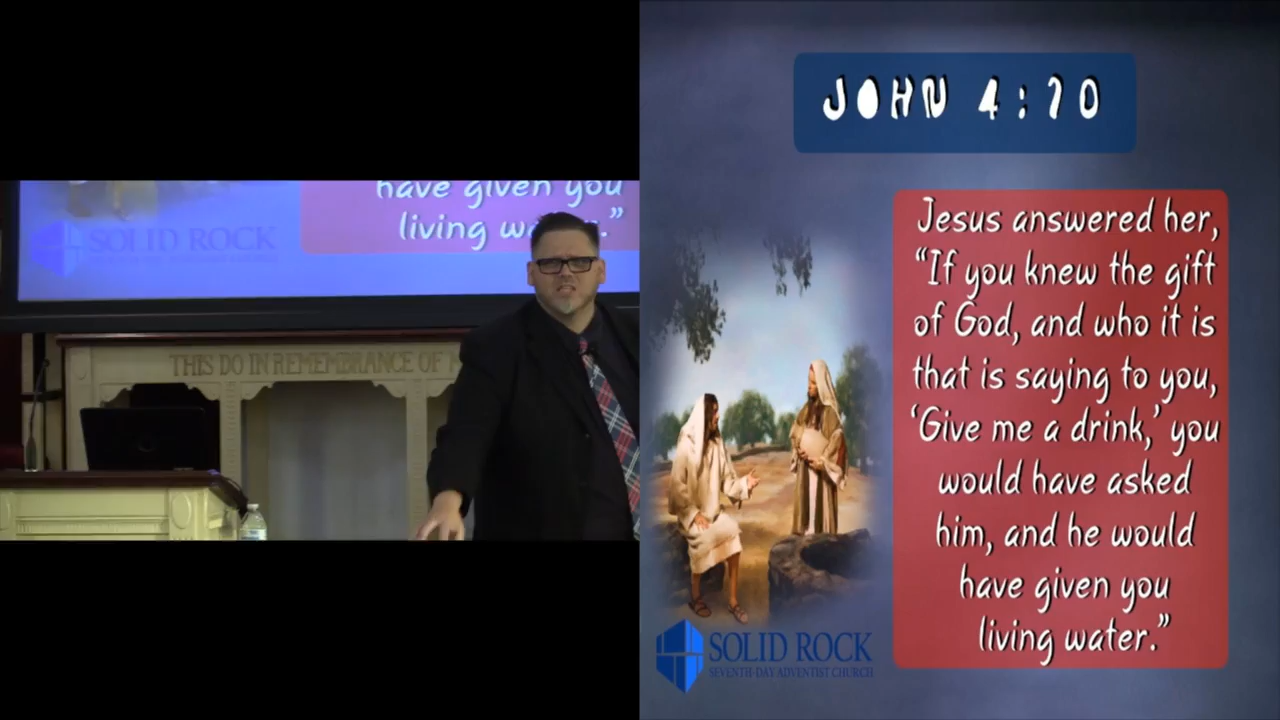 have given you
living wa   .”
SOLID ROCK
THIS DO IN REMEMBRANCE OF
JOHN 4:10
Jesus answered her,
“If you knew the gift
of God, and who it is
that is saying to you,
‘Give me a drink,’ you
would have asked
him, and he would
have given you
living water.”
SOLID ROCK
SEVENTH-DAY ADVENTIST CHURCH